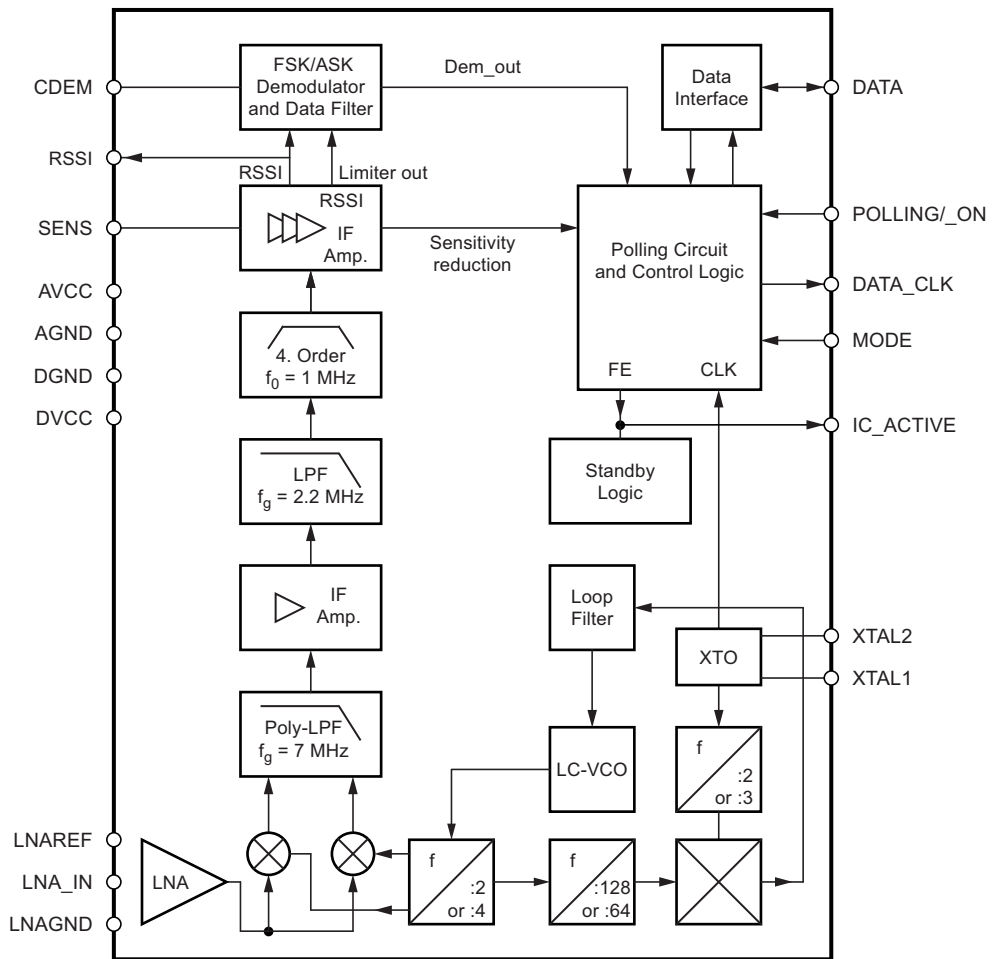 CDEM
RSSI
SENS
AVCC
AGND
DGND
DVCC
LNAREF
LNA_IN
LNAGND
FSK/ASK
Demodulator
and Data Filter
Dem_out
RSSI
Limiter out
RSSI
IF
Amp.
Sensitivity
reduction
4. Order
f0 = 1 MHz
LPF
fg = 2.2 MHz
IF
Amp.
Poly-LPF
fg = 7 MHz
LNA
Data
Interface
Polling Circuit
and Control Logic
FE
CLK
Standby
Logic
Loop
Filter
XTO
LC-VCO
f
:2
or :3
f
:2
or :4
f
:128
or :64
DATA
POLLING/_ON
DATA_CLK
MODE
IC_ACTIVE
XTAL2
XTAL1